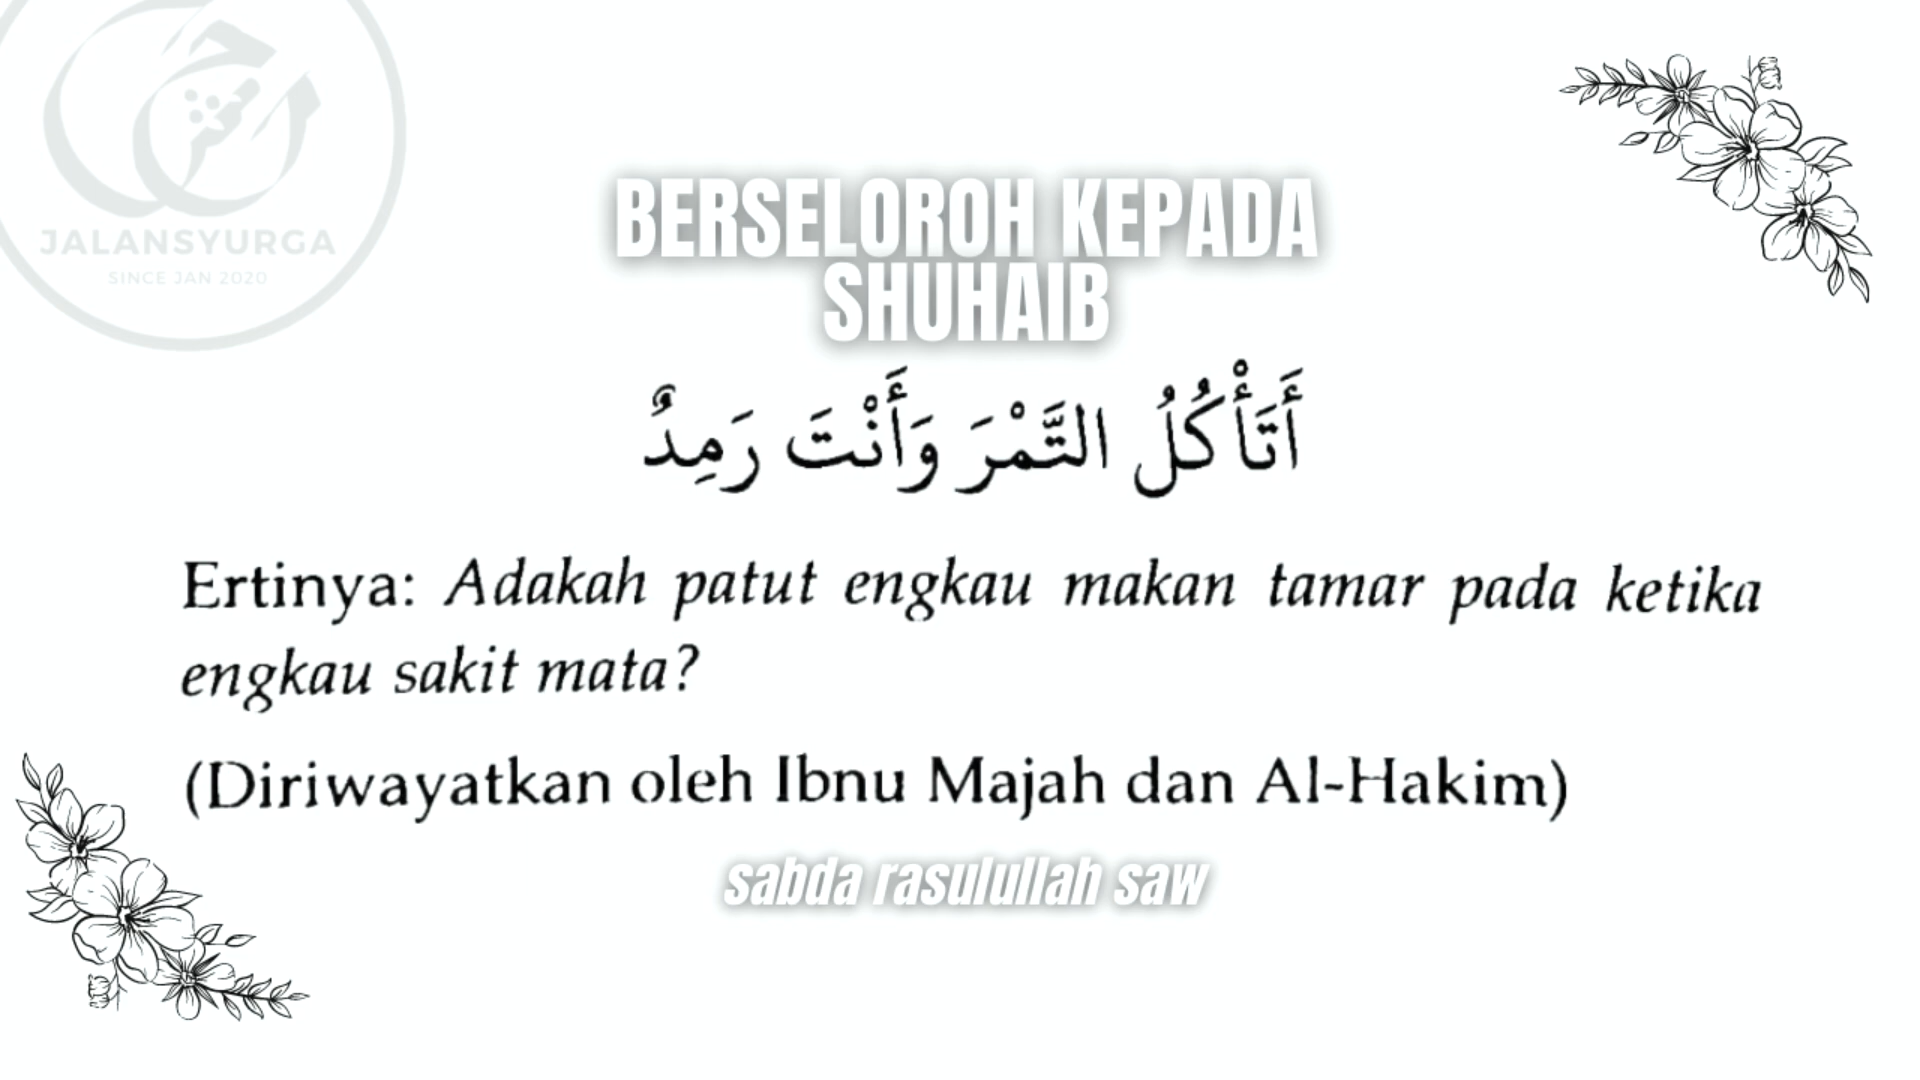 JALANSYURGA
SINCE JAN 2020
BERSELOROH KEPADA
SHUHAIB
أَتَأْكُلُ التَّمْرَ وَأَنْتَ رَمِدٌ
Ertinya: Adakah patut engkau makan tamar pada ketika
engkau sakit mata?
(Diriwayatkan oleh Ibnu Majah dan Al-Hakim)
sabda rasulullah saw